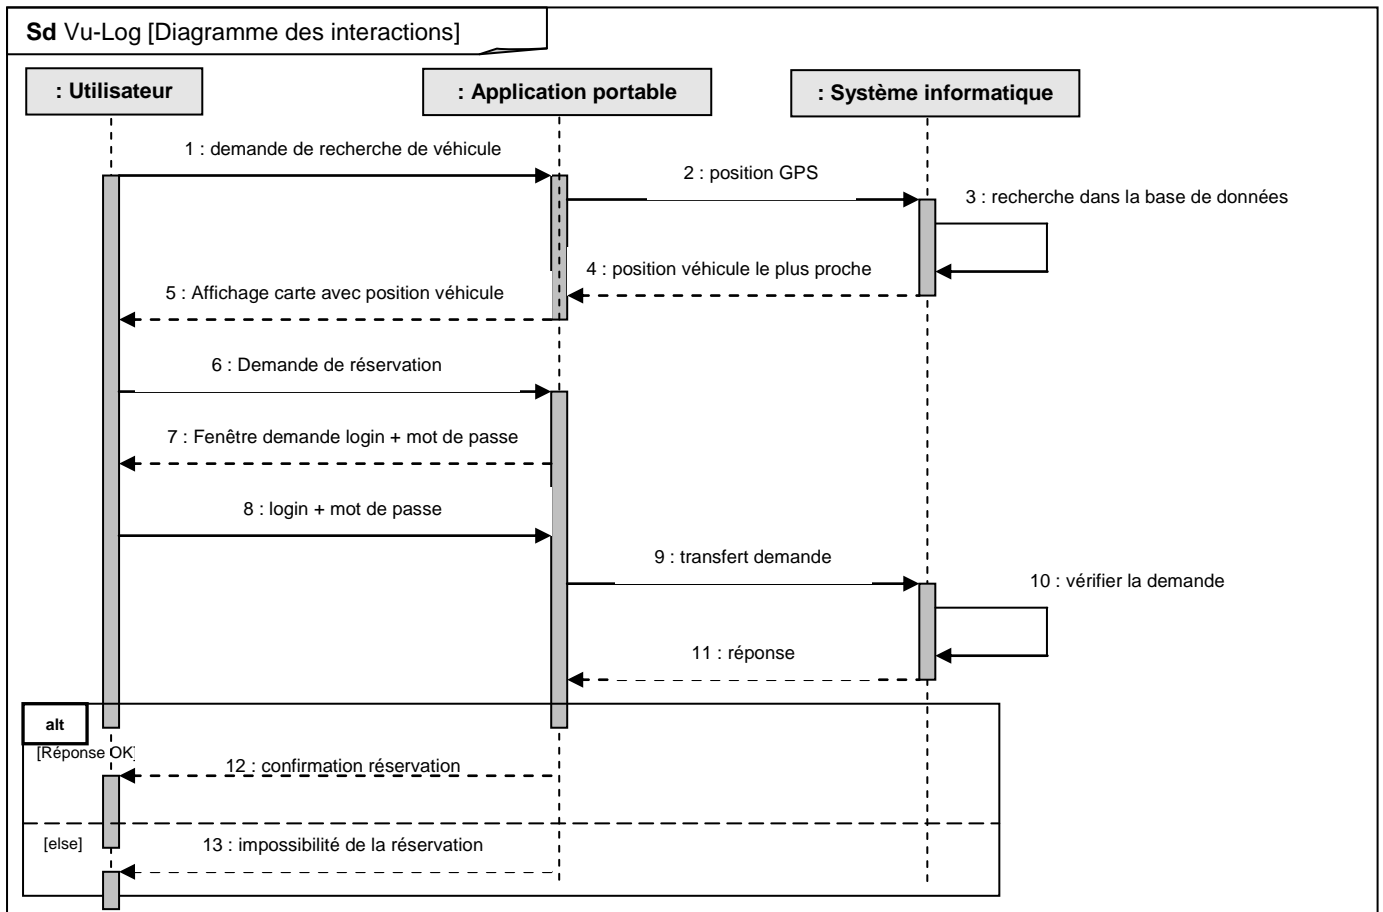 Sd Vu-Log [Diagramme des interactions]
: Utilisateur
: Application portable
: Système informatique
1 : demande de recherche de véhicule
2 : position GPS
3 : recherche dans la base de données
4 : position véhicule le plus proche
5 : Affichage carte avec position véhicule
6 : Demande de réservation
7 : Fenêtre demande login + mot de passe
8 : login + mot de passe
9 : transfert demande
10 : vérifier la demande
11 : réponse
alt
[Réponse OK]
12 : confirmation réservation
[else]
13 : impossibilité de la réservation